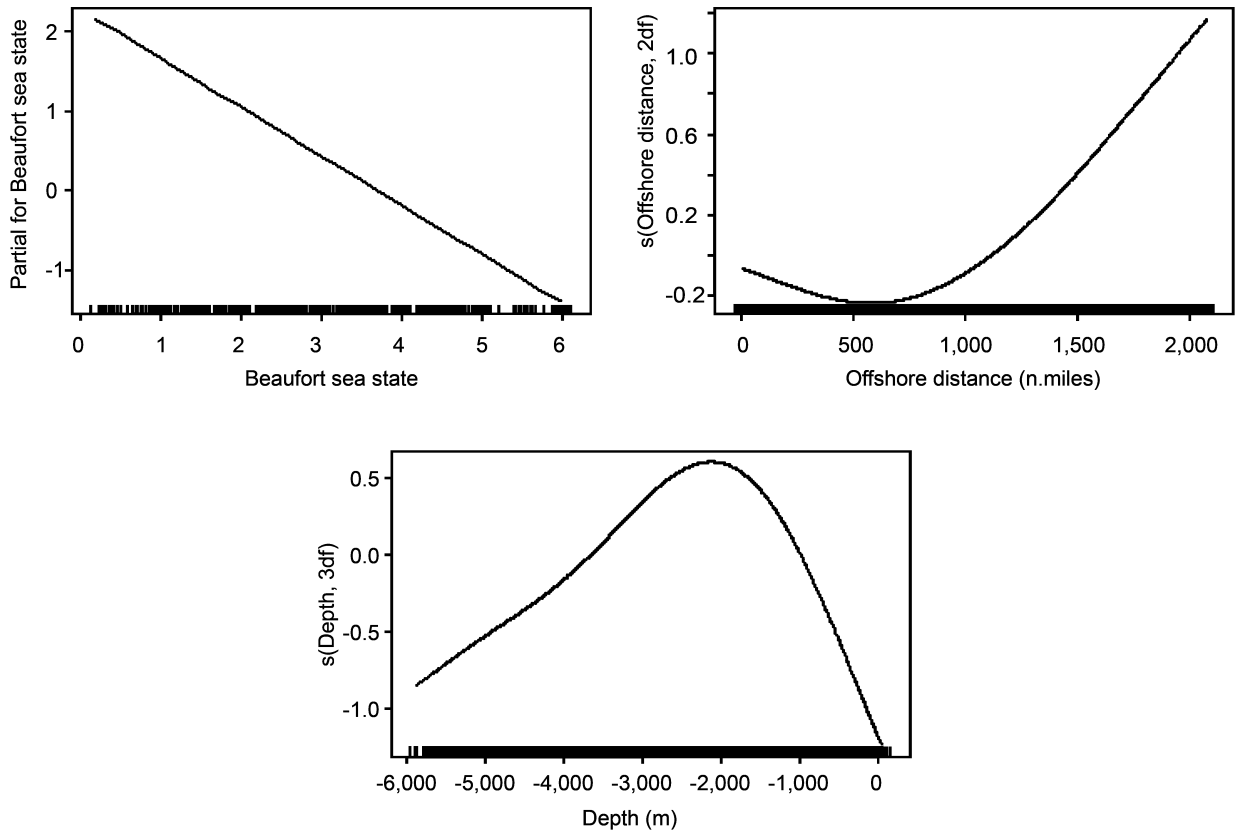 Partial for Beaufort sea state
2
1
0
-1
0 1 2 3 4 5 6
Beaufort sea state
s(Offshore distance, 2df)
1.0
0.6
0.2
-0.2
0 500 1,000 1,500 2,000
Offshore distance (n.miles)
s(Depth, 3df)
0.5
0.0
-0.5
-1.0
-6,000 -5,000 -4,000 -3,000 -2,000 -1,000 0
Depth (m)